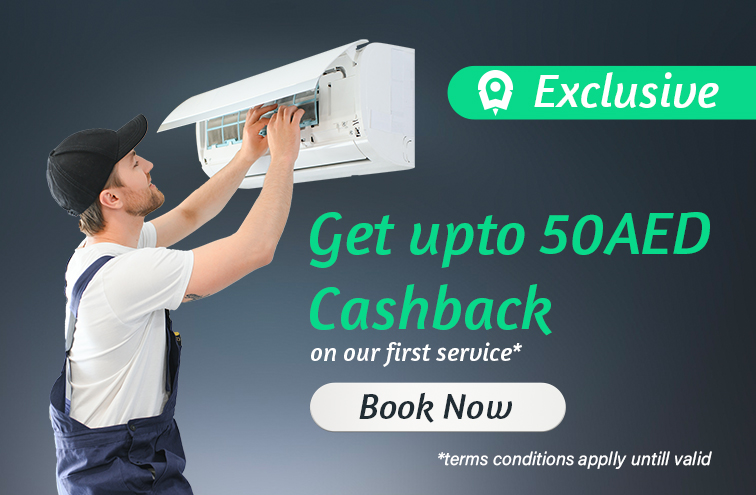 Exclusive
Get upto 50AED
Cashback
on our first service*
Book Now
*terms conditions applly untill valid